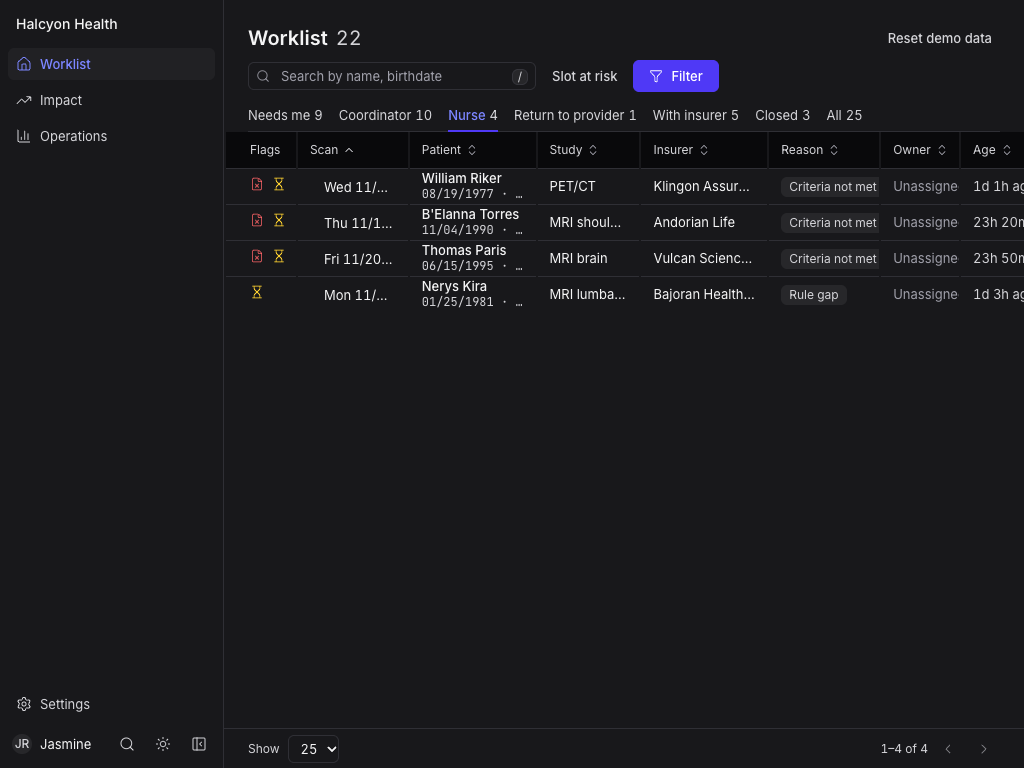 Halcyon Health
Worklist
Impact
Operations
Settings
JR Jasmine
Worklist 22
Reset demo data
Search by name, birthdate /
Slot at risk
Filter
Needs me 9 Coordinator 10 Nurse 4 Return to provider 1 With insurer 5 Closed 3 All 25
Flags Scan Patient Study Insurer Reason Owner Age
Wed 11/... William Riker PET/CT Klingon Assur... Criteria not met Unassigne 1d 1h ag
08/19/1977 · …
Thu 11/1... B'Elanna Torres MRI shoul... Andorian Life Criteria not met Unassigne 23h 20m
11/04/1990 · …
Fri 11/20... Thomas Paris MRI brain Vulcan Scienc... Criteria not met Unassigne 23h 50m
06/15/1995 · …
Mon 11/... Nerys Kira MRI lumba... Bajoran Health... Rule gap Unassigne 1d 3h ag
01/25/1981 · …
Show 25
1–4 of 4